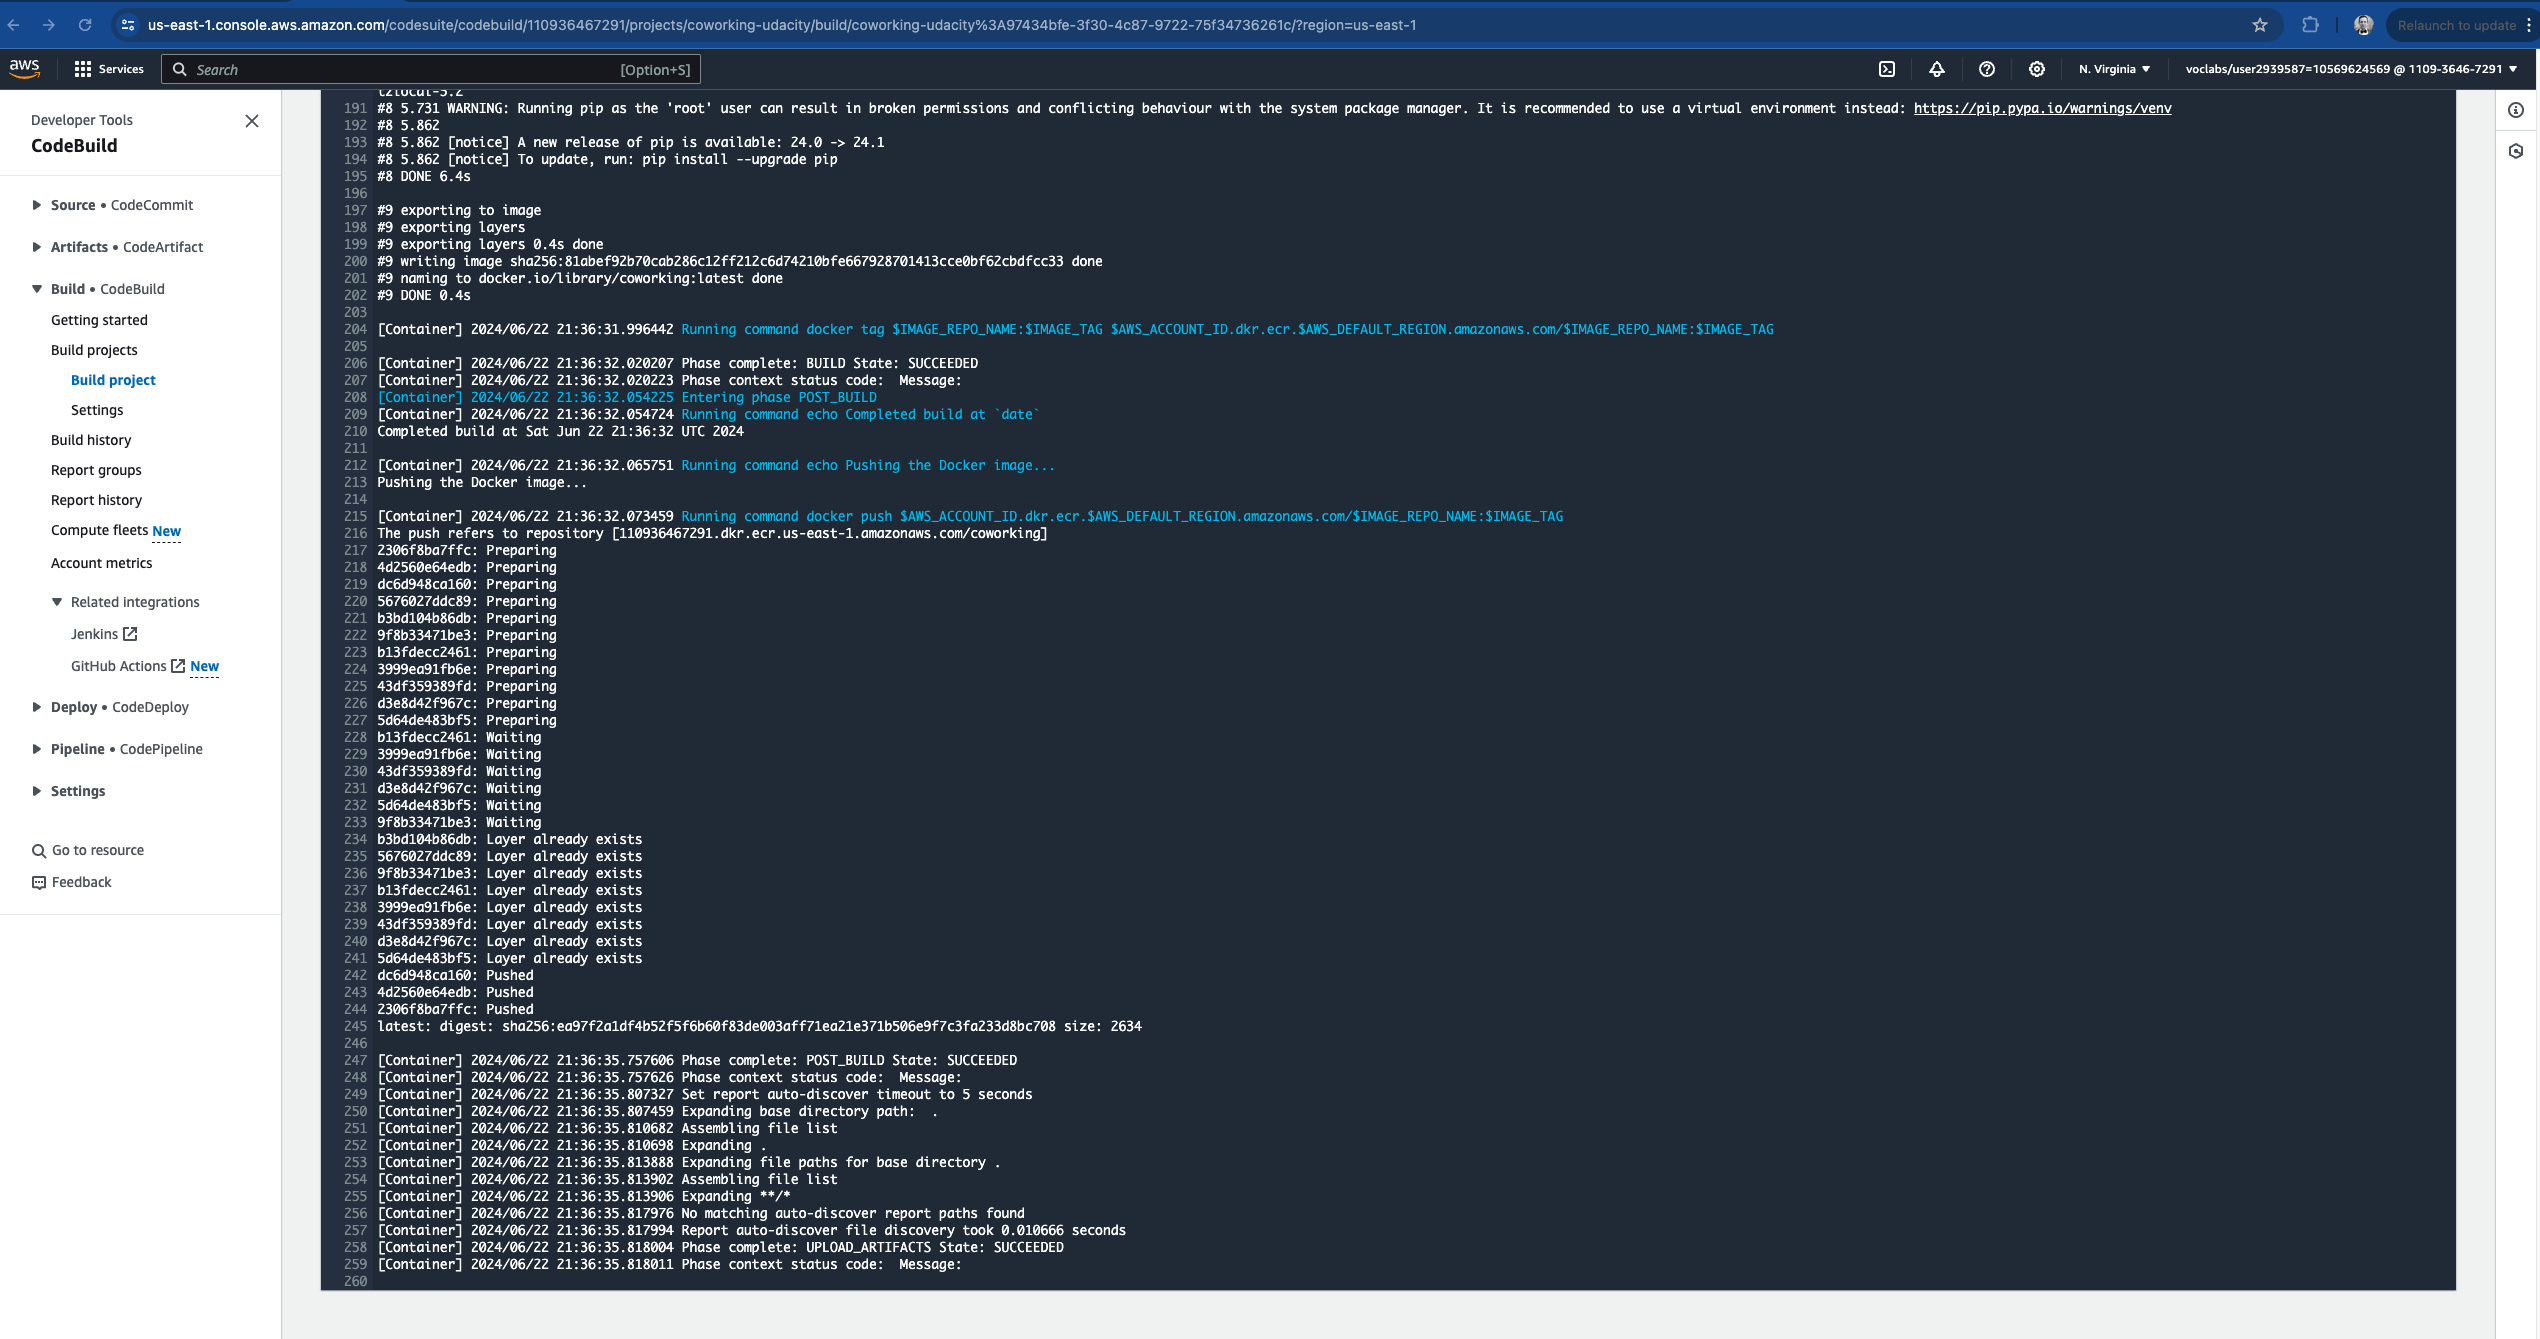 us-east-1.console.aws.amazon.com/codesuite/codebuild/110936467291/projects/coworking-udacity/build/coworking-udacity%3A97434bfe-3f30-4c87-9722-75f34736261c/?region=us-east-1
Relaunch to update
aws
Services
Search
[Option+S]
N. Virginia
voclabs/user2939587=10569624569 @ 1109-3646-7291
Developer Tools
CodeBuild
Source • CodeCommit
Artifacts • CodeArtifact
Build • CodeBuild
Getting started
Build projects
Build project
Settings
Build history
Report groups
Report history
Compute fleets New
Account metrics
Related integrations
Jenkins
GitHub Actions New
Deploy • CodeDeploy
Pipeline • CodePipeline
Settings
Go to resource
Feedback
191 #8 5.731 WARNING: Running pip as the 'root' user can result in broken permissions and conflicting behaviour with the system package manager. It is recommended to use a virtual environment instead: https://pip.pypa.io/warnings/venv
192 #8 5.862
193 #8 5.862 [notice] A new release of pip is available: 24.0 -> 24.1
194 #8 5.862 [notice] To update, run: pip install --upgrade pip
195 #8 DONE 6.4s
196
197 #9 exporting to image
198 #9 exporting layers
199 #9 exporting layers 0.4s done
200 #9 writing image sha256:81abef92b70cab286c12ff212c6d74210bfe667928701413cce0bf62cbdfcc33 done
201 #9 naming to docker.io/library/coworking:latest done
202 #9 DONE 0.4s
203
204 [Container] 2024/06/22 21:36:31.996442 Running command docker tag $IMAGE_REPO_NAME:$IMAGE_TAG $AWS_ACCOUNT_ID.dkr.ecr.$AWS_DEFAULT_REGION.amazonaws.com/$IMAGE_REPO_NAME:$IMAGE_TAG
205
206 [Container] 2024/06/22 21:36:32.020207 Phase complete: BUILD State: SUCCEEDED
207 [Container] 2024/06/22 21:36:32.020223 Phase context status code:  Message:
208 [Container] 2024/06/22 21:36:32.054225 Entering phase POST_BUILD
209 [Container] 2024/06/22 21:36:32.054724 Running command echo Completed build at `date`
210 Completed build at Sat Jun 22 21:36:32 UTC 2024
211
212 [Container] 2024/06/22 21:36:32.065751 Running command echo Pushing the Docker image...
213 Pushing the Docker image...
214
215 [Container] 2024/06/22 21:36:32.073459 Running command docker push $AWS_ACCOUNT_ID.dkr.ecr.$AWS_DEFAULT_REGION.amazonaws.com/$IMAGE_REPO_NAME:$IMAGE_TAG
216 The push refers to repository [110936467291.dkr.ecr.us-east-1.amazonaws.com/coworking]
217 2306f8ba7ffc: Preparing
218 4d2560e64edb: Preparing
219 dc6d948ca160: Preparing
220 5676027ddc89: Preparing
221 b3bd104b86db: Preparing
222 9f8b33471be3: Preparing
223 b13fdecc2461: Preparing
224 3999ea91fb6e: Preparing
225 43df359389fd: Preparing
226 d3e8d42f967c: Preparing
227 5d64de483bf5: Preparing
228 b13fdecc2461: Waiting
229 3999ea91fb6e: Waiting
230 43df359389fd: Waiting
231 d3e8d42f967c: Waiting
232 5d64de483bf5: Waiting
233 9f8b33471be3: Waiting
234 b3bd104b86db: Layer already exists
235 5676027ddc89: Layer already exists
236 9f8b33471be3: Layer already exists
237 b13fdecc2461: Layer already exists
238 3999ea91fb6e: Layer already exists
239 43df359389fd: Layer already exists
240 d3e8d42f967c: Layer already exists
241 5d64de483bf5: Layer already exists
242 dc6d948ca160: Pushed
243 4d2560e64edb: Pushed
244 2306f8ba7ffc: Pushed
245 latest: digest: sha256:ea97f2a1df4b52f5f6b60f83de003aff71ea21e371b506e9f7c3fa233d8bc708 size: 2634
246
247 [Container] 2024/06/22 21:36:35.757606 Phase complete: POST_BUILD State: SUCCEEDED
248 [Container] 2024/06/22 21:36:35.757626 Phase context status code:  Message:
249 [Container] 2024/06/22 21:36:35.807327 Set report auto-discover timeout to 5 seconds
250 [Container] 2024/06/22 21:36:35.807459 Expanding base directory path:  .
251 [Container] 2024/06/22 21:36:35.810682 Assembling file list
252 [Container] 2024/06/22 21:36:35.810698 Expanding .
253 [Container] 2024/06/22 21:36:35.813888 Expanding file paths for base directory .
254 [Container] 2024/06/22 21:36:35.813902 Assembling file list
255 [Container] 2024/06/22 21:36:35.813906 Expanding **/*
256 [Container] 2024/06/22 21:36:35.817976 No matching auto-discover report paths found
257 [Container] 2024/06/22 21:36:35.817994 Report auto-discover file discovery took 0.010666 seconds
258 [Container] 2024/06/22 21:36:35.818004 Phase complete: UPLOAD_ARTIFACTS State: SUCCEEDED
259 [Container] 2024/06/22 21:36:35.818011 Phase context status code:  Message:
260